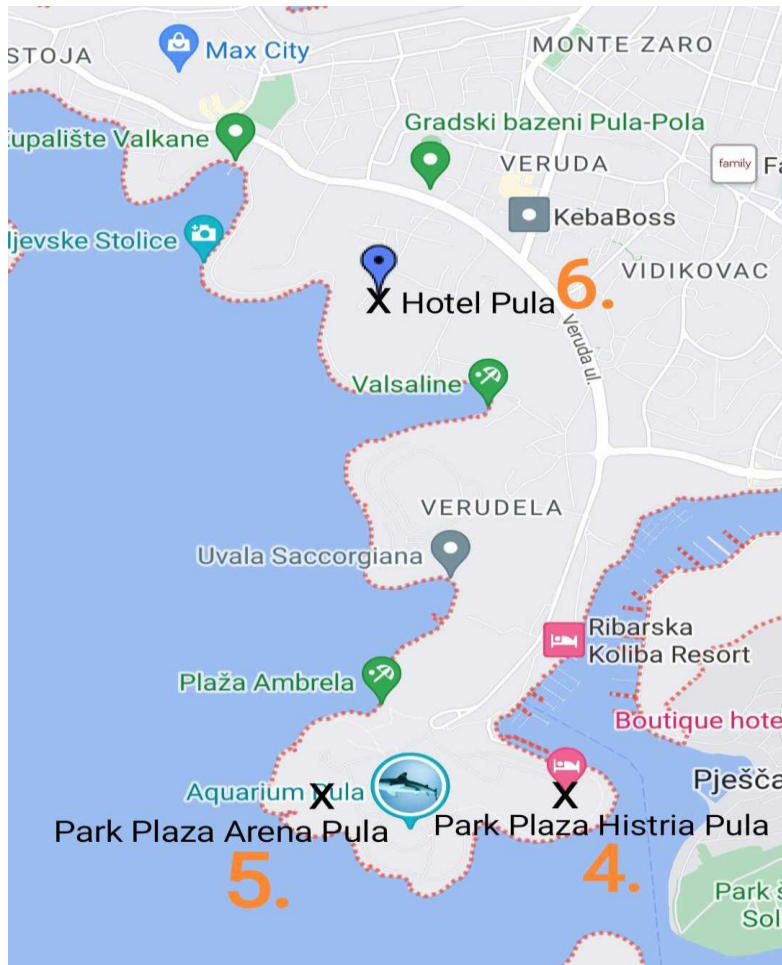 STOJA
Max City
MONTE ZARO
Kupalište Valkane
Gradski bazeni Pula-Pola
VERUDA
family
ljevske Stolice
KebaBoss
VIDIKOVAC
X Hotel Pula 6.
Veruda ul.
Valsaline
VERUDELA
Uvala Saccorgiana
Ribarska
Koliba Resort
Plaža Ambrela
Boutique hote
Aquarium Pula
X
X
Pješča
Park Plaza Arena Pula
Park Plaza Histria Pula
5.
4.
Park š
Sol